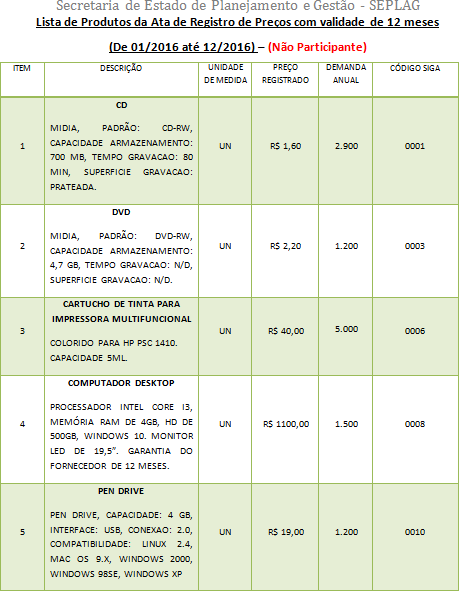 Secretaria de Estado de Planejamento e Gestão - SEPLAG
Lista de Produtos da Ata de Registro de Preços com validade de 12 meses
(De 01/2016 até 12/2016) – (Não Participante)
ITEM DESCRIÇÃO UNIDADE DE MEDIDA PREÇO REGISTRADO DEMANDA ANUAL CÓDIGO SIGA
CD
MIDIA, PADRÃO: CD-RW,
CAPACIDADE ARMAZENAMENTO:
1 700 MB, TEMPO GRAVACAO: 80 UN R$ 1,60 2.900 0001
MIN, SUPERFICIE GRAVACAO:
PRATEADA.
DVD
MIDIA, PADRÃO: DVD-RW,
2 CAPACIDADE ARMAZENAMENTO: UN R$ 2,20 1.200 0003
4,7 GB, TEMPO GRAVACAO: N/D,
SUPERFICIE GRAVACAO: N/D.
CARTUCHO DE TINTA PARA
IMPRESSORA MULTIFUNCIONAL
3 UN R$ 40,00 5.000 0006
COLORIDO PARA HP PSC 1410.
CAPACIDADE 5ML.
COMPUTADOR DESKTOP
PROCESSADOR INTEL CORE I3,
4 MEMÓRIA RAM DE 4GB, HD DE UN R$ 1100,00 1.500 0008
500GB, WINDOWS 10. MONITOR
LED DE 19,5”. GARANTIA DO
FORNECEDOR DE 12 MESES.
PEN DRIVE
PEN DRIVE, CAPACIDADE: 4 GB,
5 INTERFACE: USB, CONEXAO: 2.0, UN R$ 19,00 1.200 0010
COMPATIBILIDADE: LINUX 2.4,
MAC OS 9.X, WINDOWS 2000,
WINDOWS 98SE, WINDOWS XP